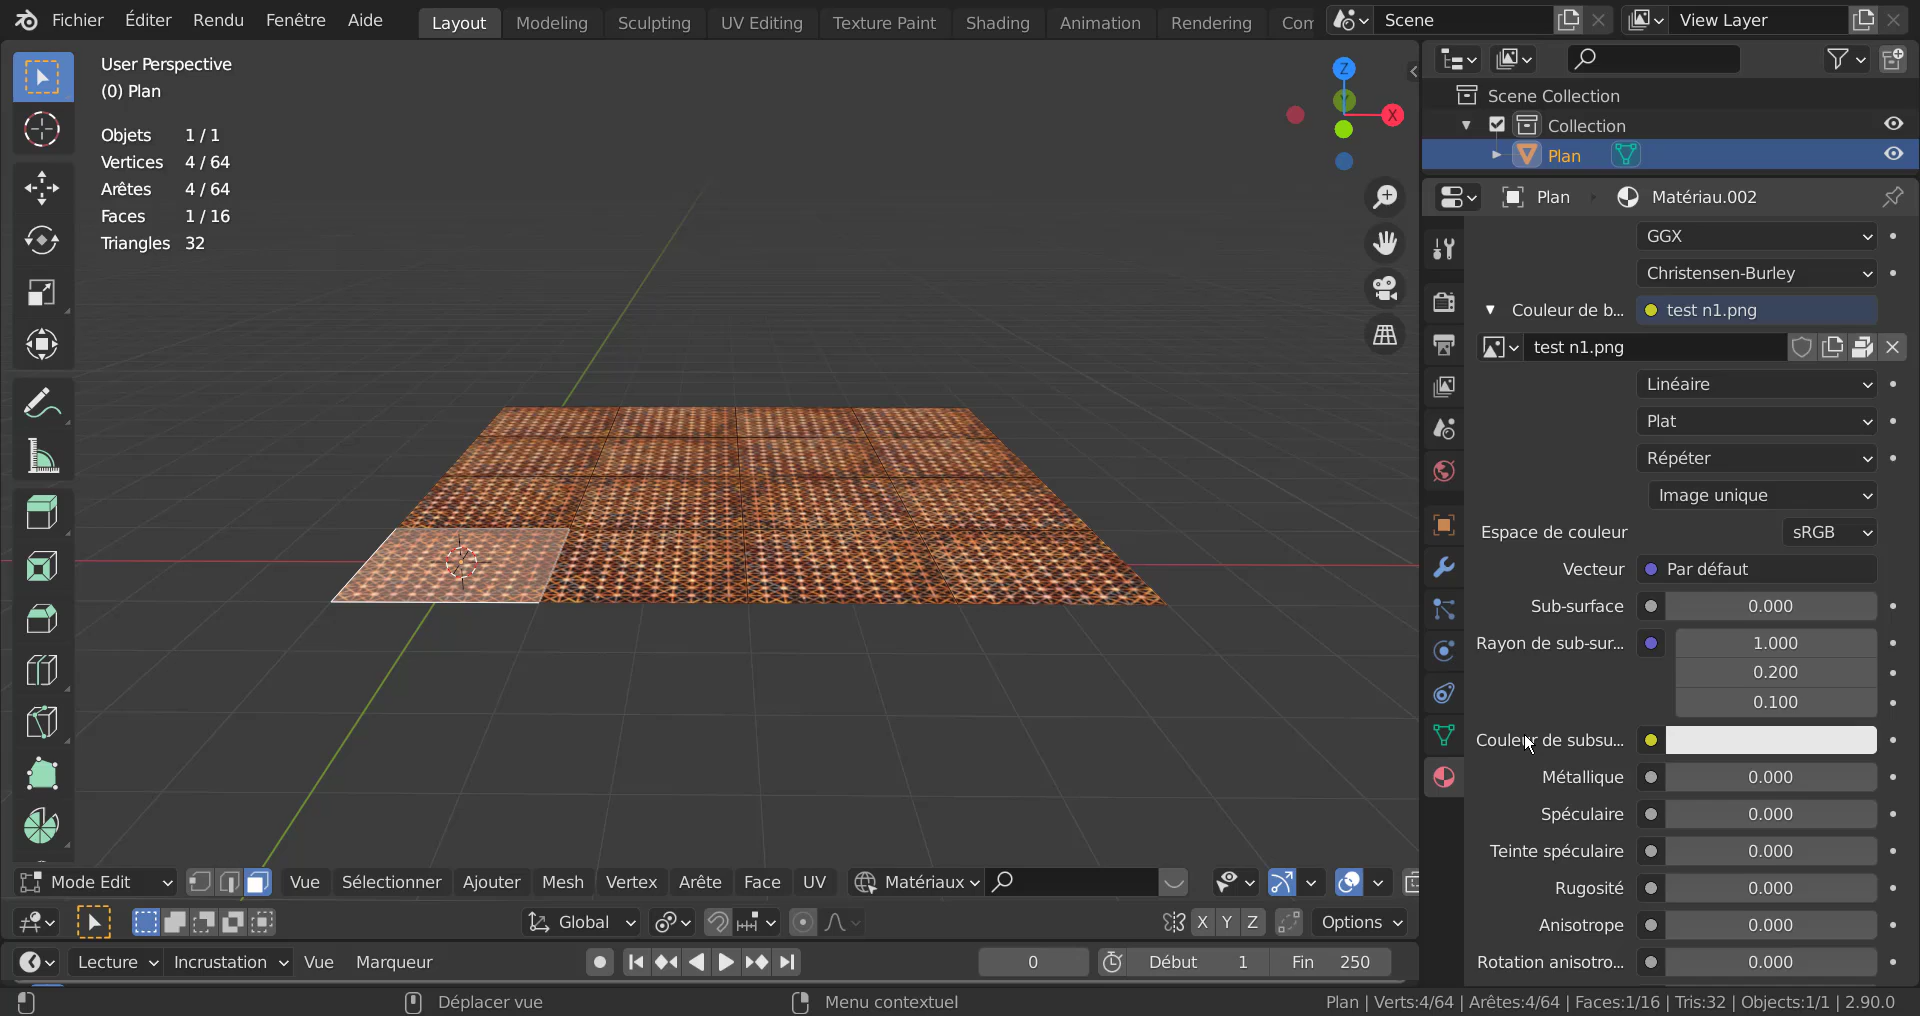 Fichier Éditer Rendu Fenêtre Aide Layout Modeling Sculpting UV Editing Texture Paint Shading Animation Rendering Com Scene View Layer
User Perspective
(0) Plan
Objets 1 / 1
Vertices 4 / 64
Arêtes 4 / 64
Faces 1 / 16
Triangles 32
Z
Y
X
Scene Collection
Collection
Plan
Plan Matériau.002
GGX
Christensen-Burley
Couleur de b... test n1.png
test n1.png
Linéaire
Plat
Répéter
Image unique
Espace de couleur sRGB
Vecteur Par défaut
Sub-surface 0.000
Rayon de sub-sur... 1.000
0.200
0.100
Couleur de subsu...
Métallique 0.000
Spéculaire 0.000
Teinte spéculaire 0.000
Rugosité 0.000
Anisotrope 0.000
Rotation anisotro... 0.000
Mode Edit Vue Sélectionner Ajouter Mesh Vertex Arête Face UV Matériaux
Global X Y Z Options
Lecture Incrustation Vue Marqueur 0 Début 1 Fin 250
Déplacer vue Menu contextuel Plan | Verts:4/64 | Arêtes:4/64 | Faces:1/16 | Tris:32 | Objects:1/1 | 2.90.0